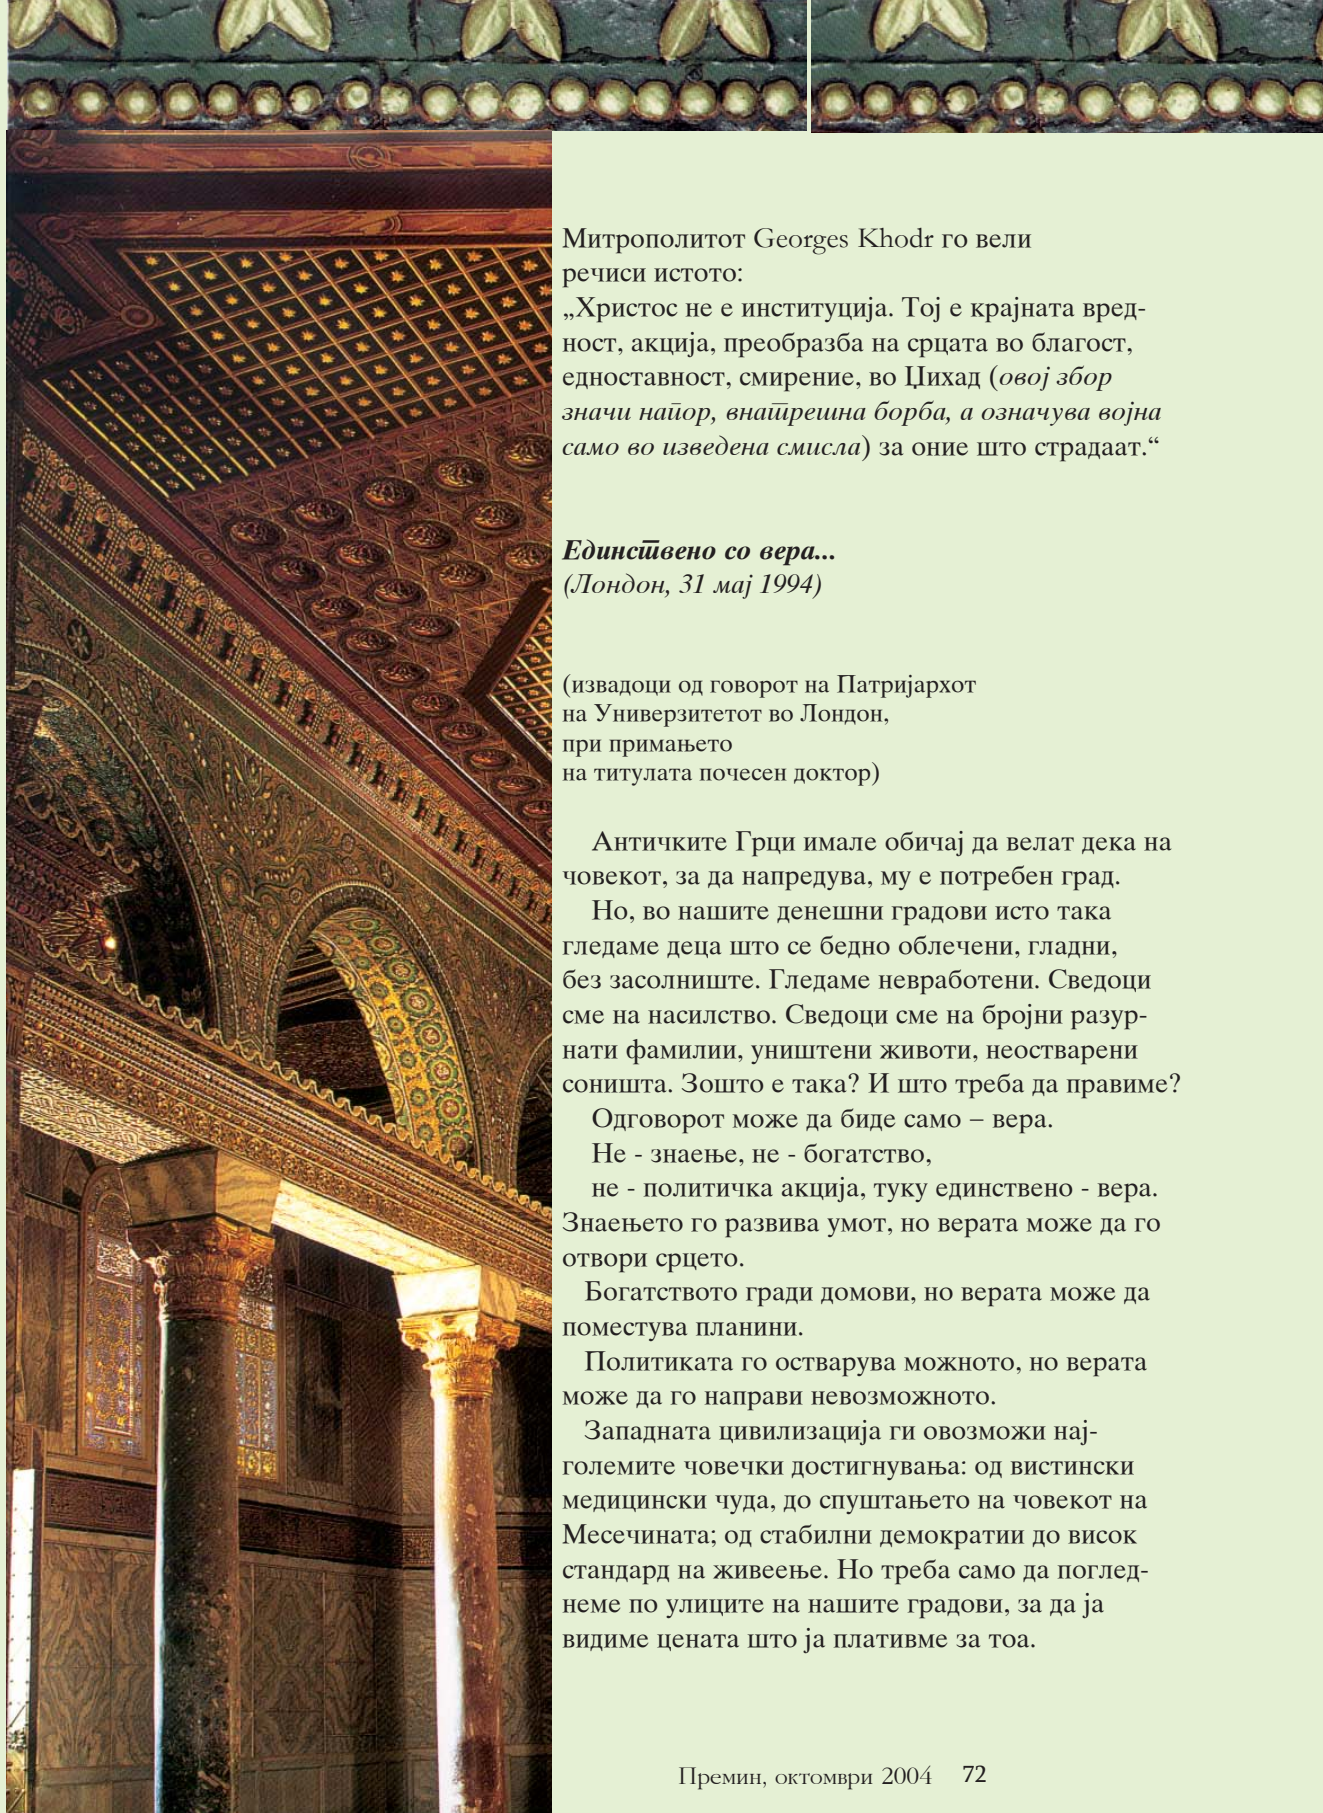 Митрополитот Georges Khodr го вели
речиси истото:
„Христос не е институција. Тој е крајната вред-
ност, акција, преобразба на срцата во благост,
едноставност, смирение, во Џихад (овој збор
значи напор, внатрешна борба, а означува војна
само во изведена смисла) за оние што страдаат.“
Единствено со вера...
(Лондон, 31 мај 1994)
(извадоци од говорот на Патријархот
на Универзитетот во Лондон,
при примањето
на титулата почесен доктор)
Античките Грци имале обичај да велат дека на
човекот, за да напредува, му е потребен град.
Но, во нашите денешни градови исто така
гледаме деца што се бедно облечени, гладни,
без засолниште. Гледаме невработени. Сведоци
сме на насилство. Сведоци сме на бројни разур-
нати фамилии, уништени животи, неостварени
соништа. Зошто е така? И што треба да правиме?
Одговорот може да биде само – вера.
Не - знаење, не - богатство,
не - политичка акција, туку единствено - вера.
Знаењето го развива умот, но верата може да го
отвори срцето.
Богатството гради домови, но верата може да
поместува планини.
Политиката го остварува можното, но верата
може да го направи невозможното.
Западната цивилизација ги овозможи нај-
големите човечки достигнувања: од вистински
медицински чуда, до спуштањето на човекот на
Месечината; од стабилни демократии до висок
стандард на живеење. Но треба само да поглед-
неме по улиците на нашите градови, за да ја
видиме цената што ја плативме за тоа.
Премин, октомври 2004 72